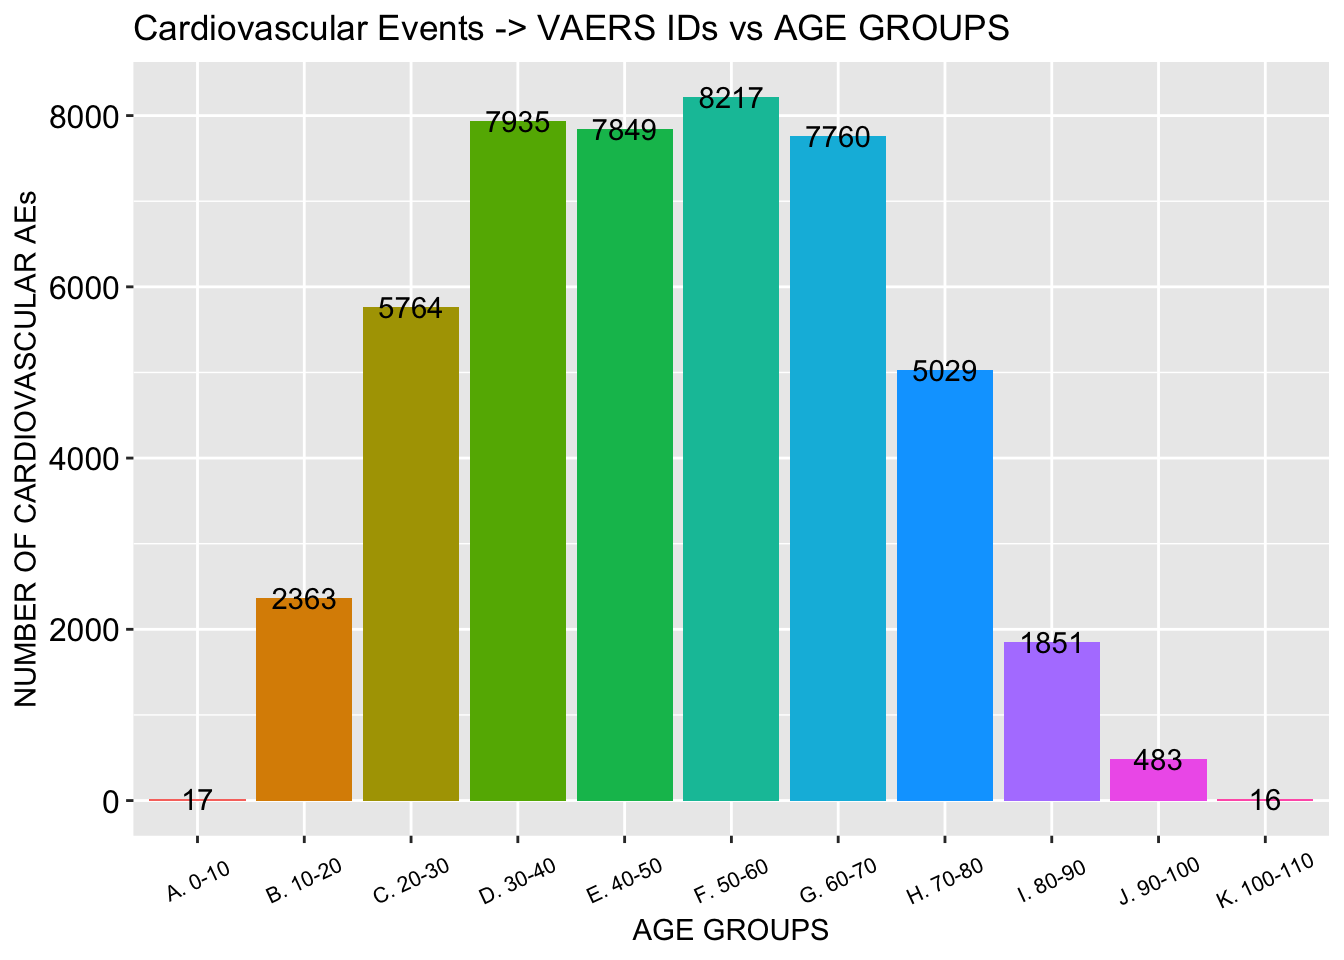 Cardiovascular Events -> VAERS IDs vs AGE GROUPS
NUMBER OF CARDIOVASCULAR AEs
8000
6000
4000
2000
0
17
2363
5764
7935
7849
8217
7760
5029
1851
483
16
A. 0-10
B. 10-20
C. 20-30
D. 30-40
E. 40-50
F. 50-60
G. 60-70
H. 70-80
I. 80-90
J. 90-100
K. 100-110
AGE GROUPS